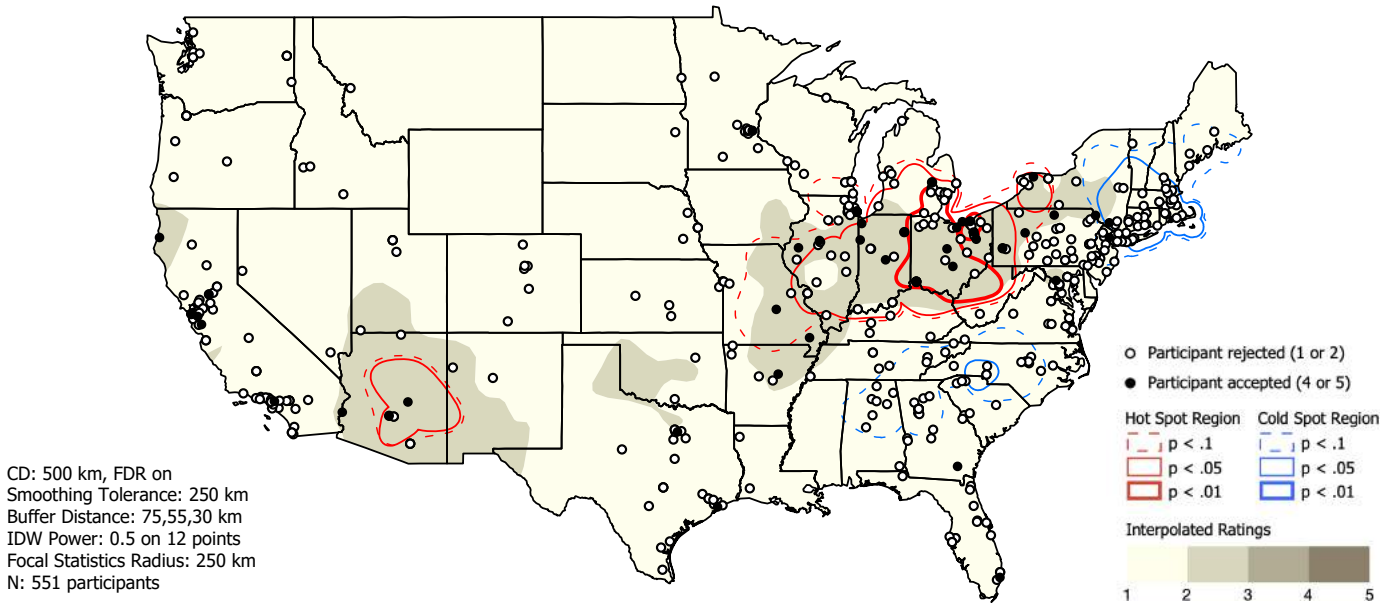 CD: 500 km, FDR on
Smoothing Tolerance: 250 km
Buffer Distance: 75,55,30 km
IDW Power: 0.5 on 12 points
Focal Statistics Radius: 250 km
N: 551 participants
Participant rejected (1 or 2)
Participant accepted (4 or 5)
Hot Spot Region Cold Spot Region
p < .1 p < .1
p < .05 p < .05
p < .01 p < .01
Interpolated Ratings
1 2 3 4 5